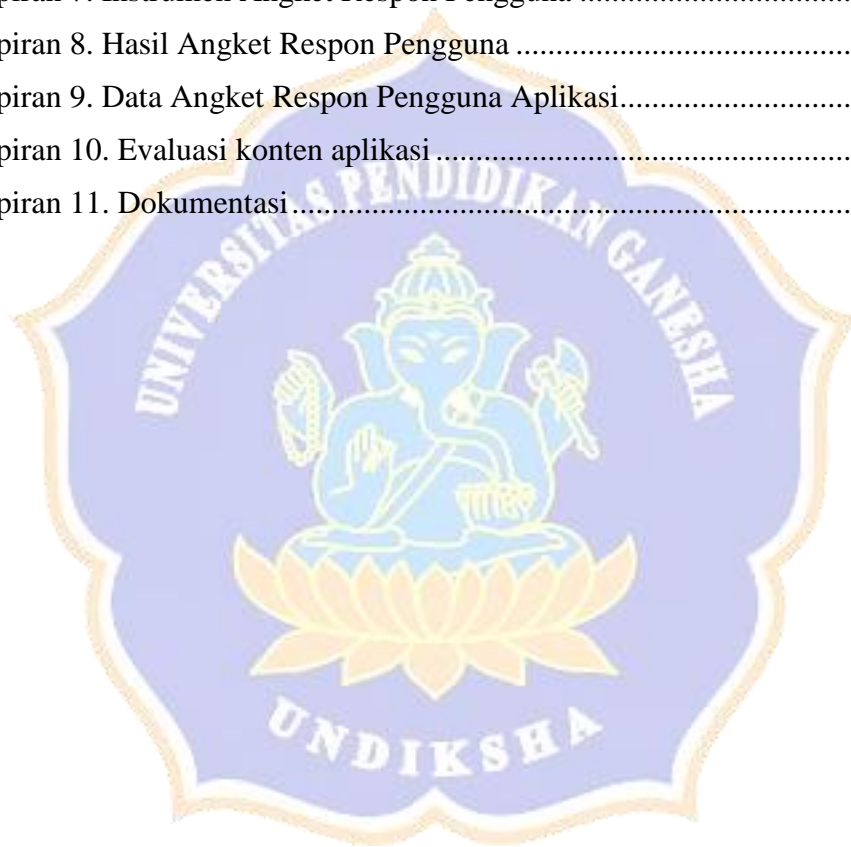 piran 7. Instrumen Angket Respon Pengguna ..................................
piran 8. Hasil Angket Respon Pengguna ..........................................
piran 9. Data Angket Respon Pengguna Aplikasi.............................
piran 10. Evaluasi konten aplikasi ....................................................
piran 11. Dokumentasi......................................................................
UNIVERSITAS PENDIDIKAN GANESHA
UNDIKSHA